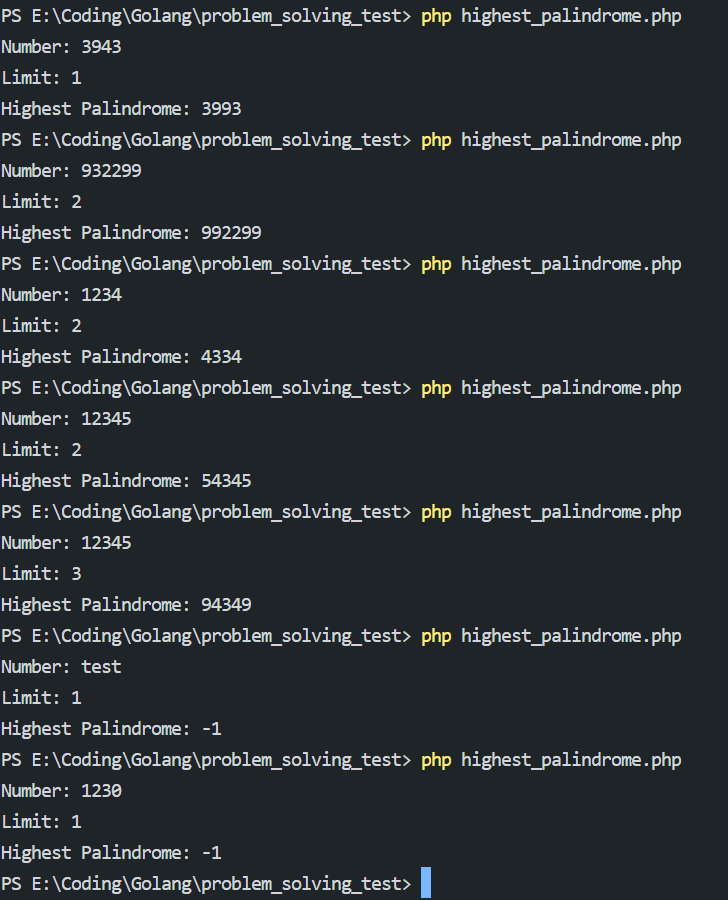 PS E:\Coding\Golang\problem_solving_test> php highest_palindrome.php
Number: 3943
Limit: 1
Highest Palindrome: 3993
PS E:\Coding\Golang\problem_solving_test> php highest_palindrome.php
Number: 932299
Limit: 2
Highest Palindrome: 992299
PS E:\Coding\Golang\problem_solving_test> php highest_palindrome.php
Number: 1234
Limit: 2
Highest Palindrome: 4334
PS E:\Coding\Golang\problem_solving_test> php highest_palindrome.php
Number: 12345
Limit: 2
Highest Palindrome: 54345
PS E:\Coding\Golang\problem_solving_test> php highest_palindrome.php
Number: 12345
Limit: 3
Highest Palindrome: 94349
PS E:\Coding\Golang\problem_solving_test> php highest_palindrome.php
Number: test
Limit: 1
Highest Palindrome: -1
PS E:\Coding\Golang\problem_solving_test> php highest_palindrome.php
Number: 1230
Limit: 1
Highest Palindrome: -1
PS E:\Coding\Golang\problem_solving_test>